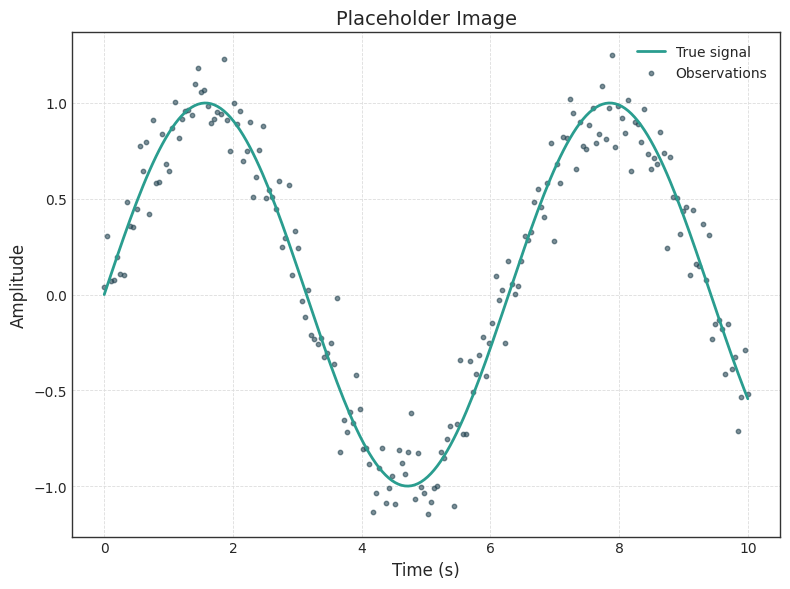 Placeholder Image
True signal
Observations
1.0
0.5
0.0
−0.5
−1.0
Amplitude
0 2 4 6 8 10
Time (s)